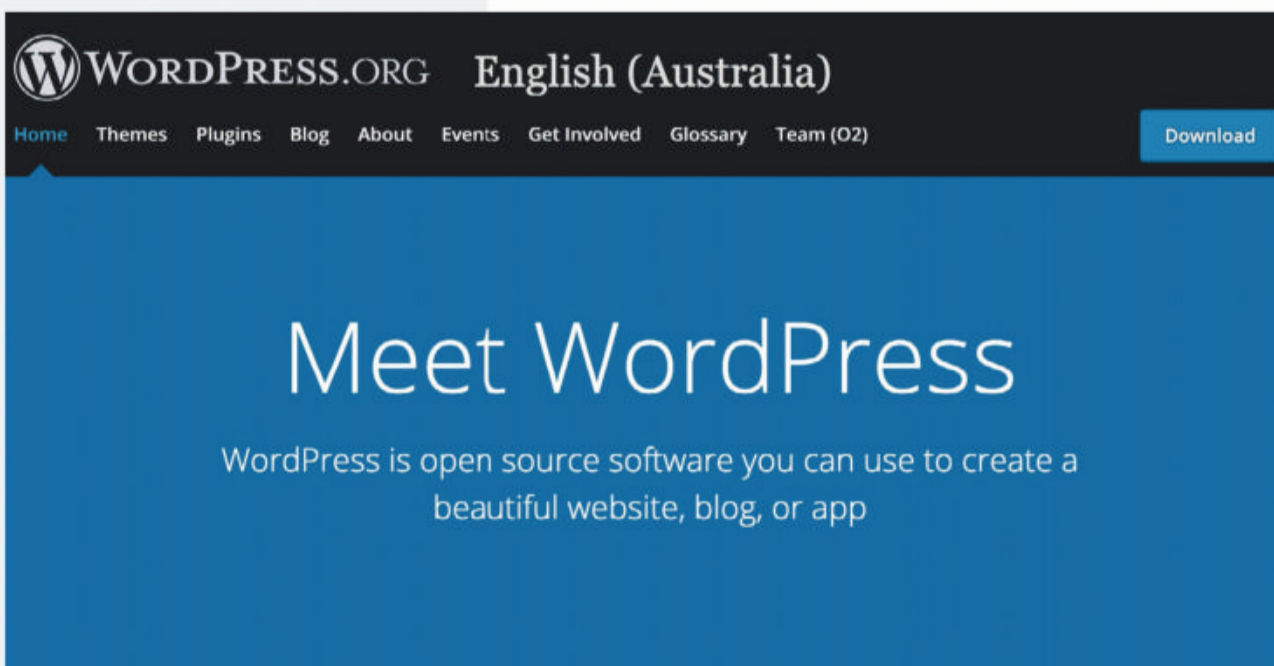 WORDPRESS.ORG English (Australia)
Home Themes Plugins Blog About Events Get Involved Glossary Team (O2) Download
Meet WordPress
WordPress is open source software you can use to create a
beautiful website, blog, or app